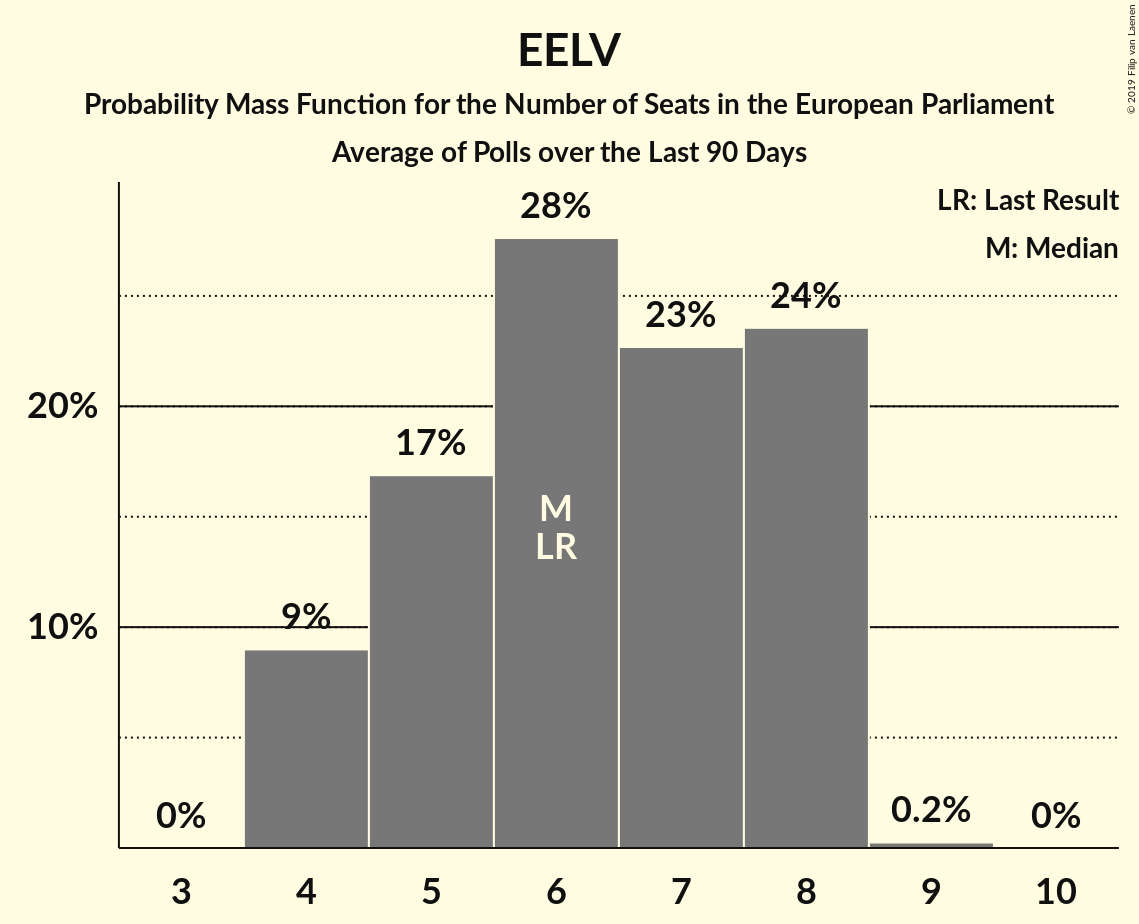 EELV
Probability Mass Function for the Number of Seats in the European Parliament
Average of Polls over the Last 90 Days
© 2019 Filip van Laenen
LR: Last Result
M: Median
28%
24%
23%
20%
17%
M
LR
10%
9%
0%
0.2%
0%
3 4 5 6 7 8 9 10